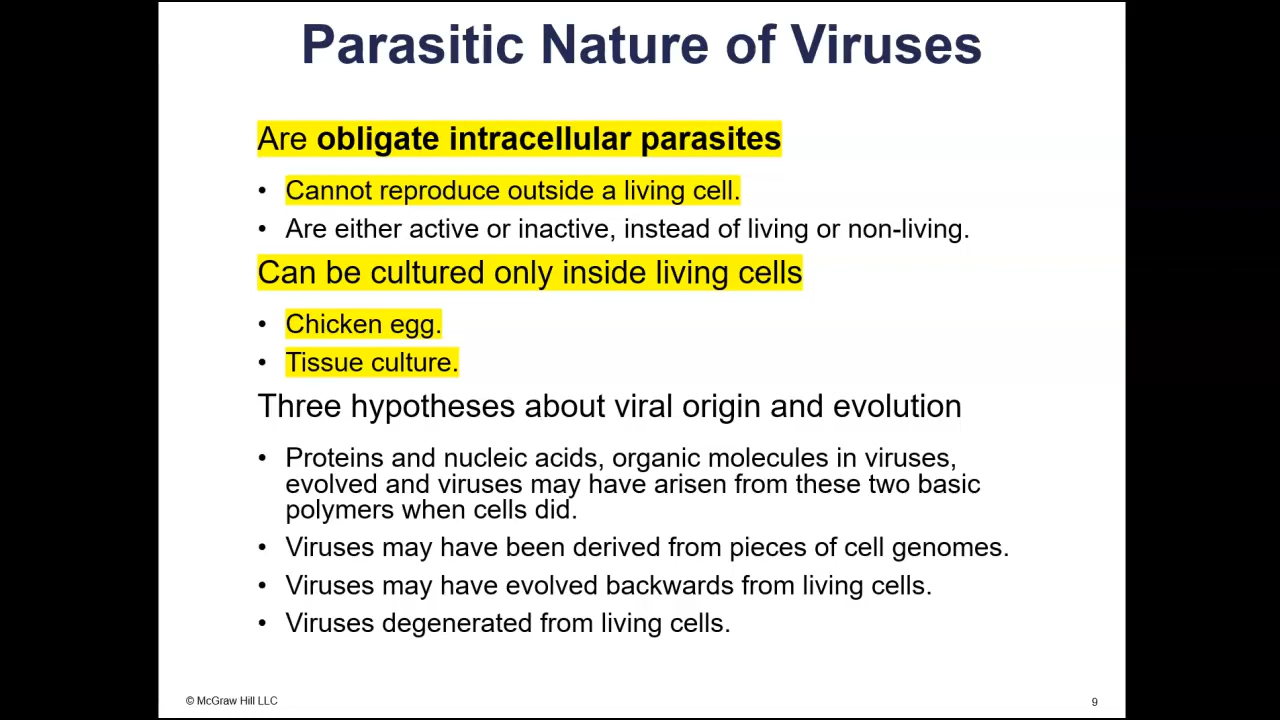 Parasitic Nature of Viruses
Are obligate intracellular parasites
• Cannot reproduce outside a living cell.
• Are either active or inactive, instead of living or non-living.
Can be cultured only inside living cells
• Chicken egg.
• Tissue culture.
Three hypotheses about viral origin and evolution
• Proteins and nucleic acids, organic molecules in viruses,
evolved and viruses may have arisen from these two basic
polymers when cells did.
• Viruses may have been derived from pieces of cell genomes.
• Viruses may have evolved backwards from living cells.
• Viruses degenerated from living cells.
© McGraw Hill LLC
9